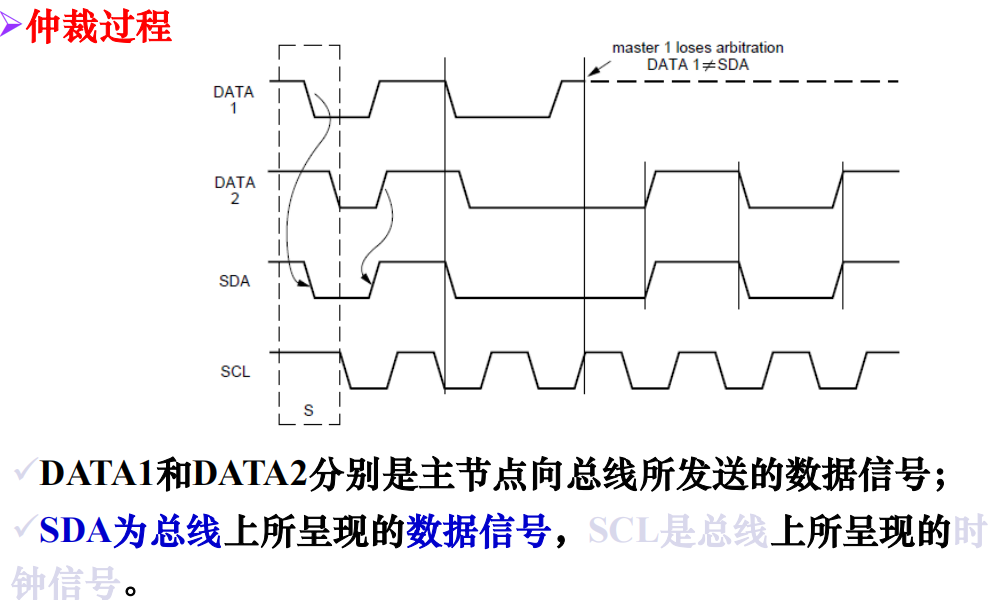 仲裁过程
master 1 loses arbitration
DATA 1≠SDA
DATA
1
DATA
2
SDA
SCL
S
DATA1和DATA2分别是主节点向总线所发送的数据信号；
SDA为总线上所呈现的数据信号，SCL是总线上所呈现的时
钟信号。